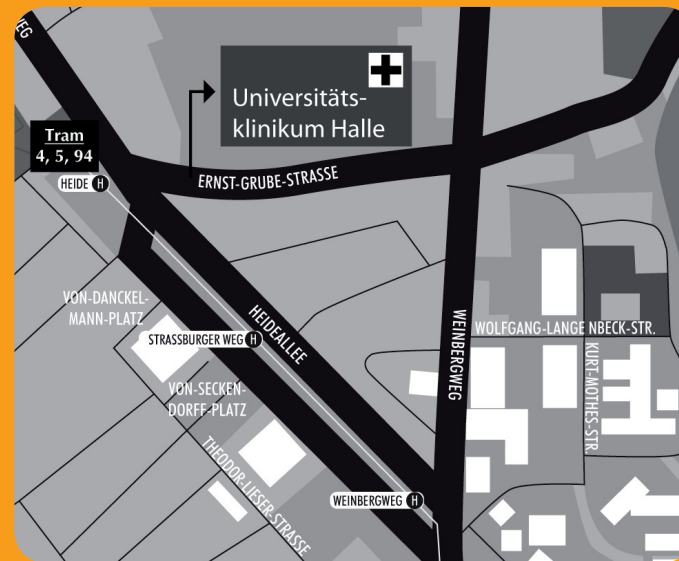 EG
Universitäts-
klinikum Halle
Tram
4, 5, 94
HEIDE H
ERNST-GRUBE-STRASSE
VON-DANCKEL-
MANN-PLATZ
HEIDEALLEE
STRASSBURGER WEG H
WEINBERGWEG
WOLFGANG-LANGE NBECK-STR.
KURT-MOTHES-STR
VON-SECKEN-
DORFF-PLATZ
THEODOR-LIESER-STRASSE
WEINBERGWEG H